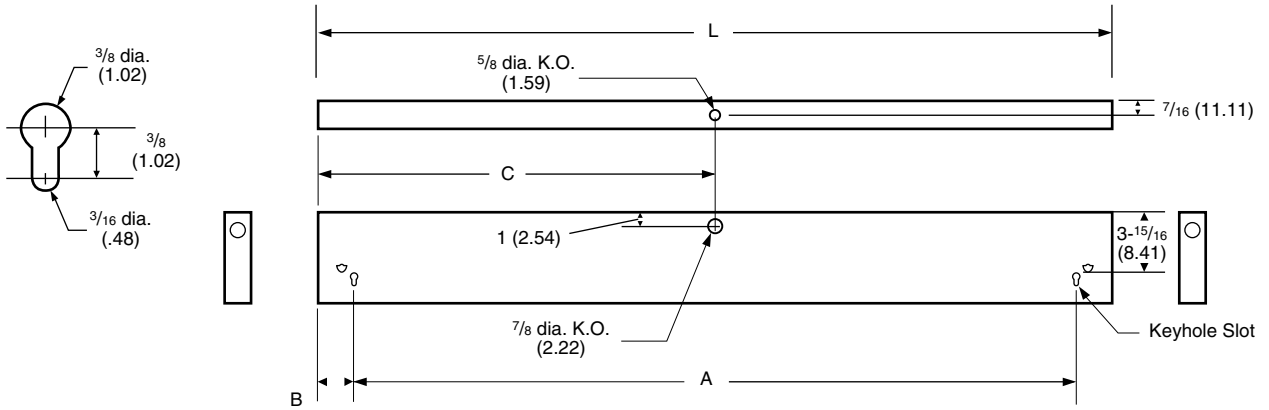 L
3/8 dia.
(1.02)
5/8 dia. K.O.
(1.59)
7/16 (11.11)
3/8
(1.02)
C
3/16 dia.
(.48)
1 (2.54)
3-15/16
(8.41)
7/8 dia. K.O.
(2.22)
Keyhole Slot
A
B